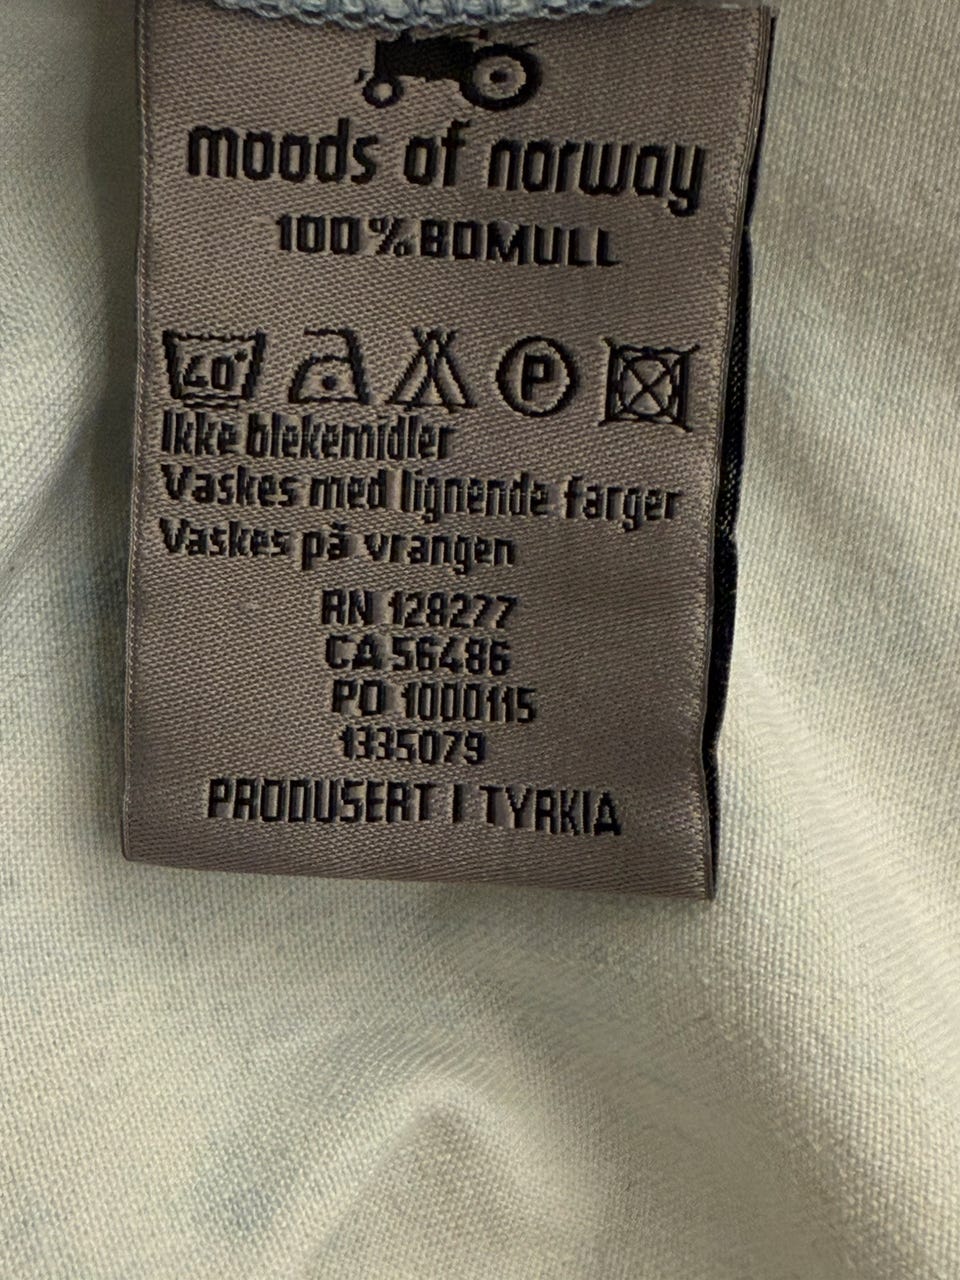 moods of norway
100%BOMULL
40°
P
Ikke blekemidler
Vaskes med lignende farger
Vaskes på vrangen
RN 128277
CA 56486
PO 1000115
1335079
PRODUSERT I TYRKIA